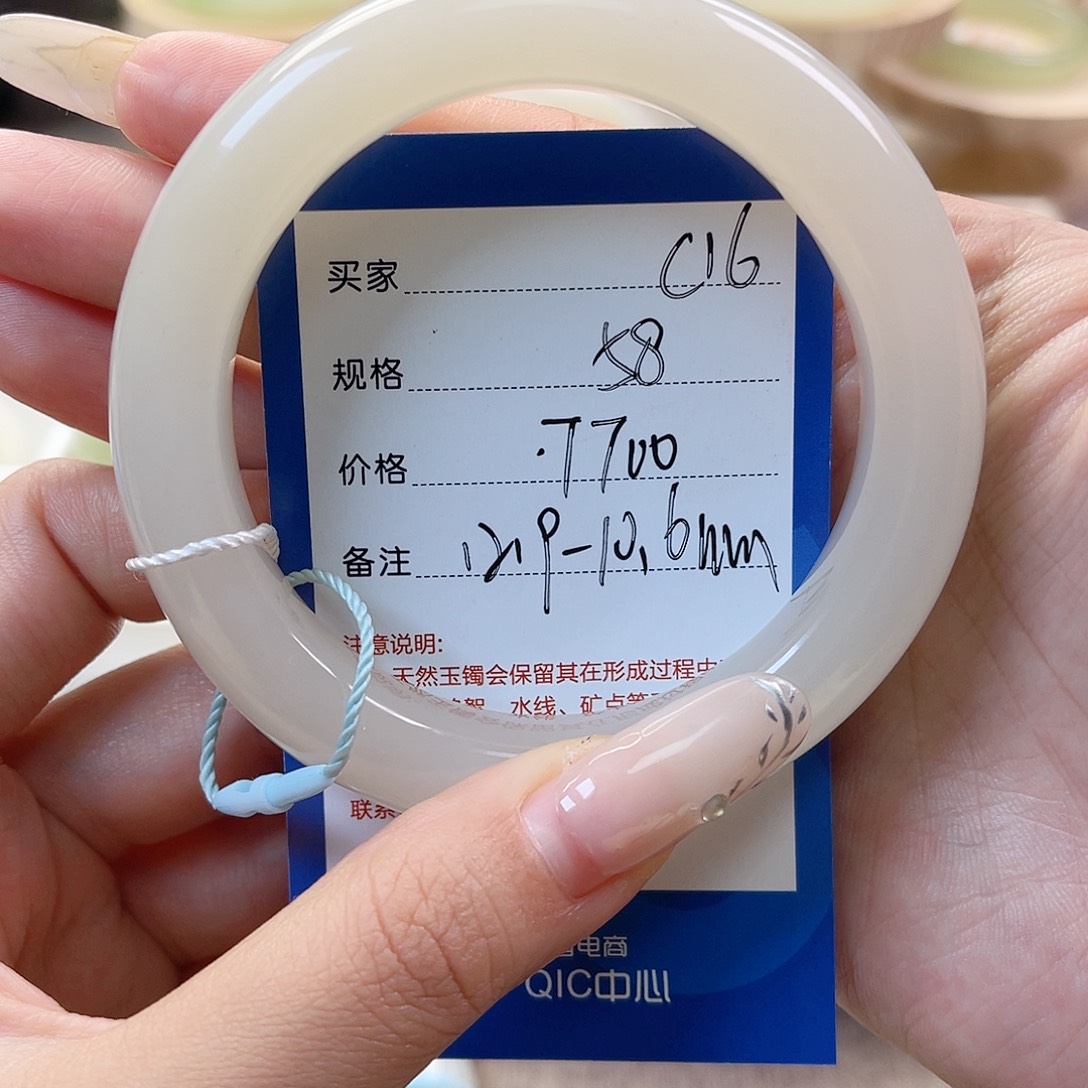 买家 C16
规格 58
价格 .7700
备注 12.9-10.6mm
注意说明:
天然玉镯会保留其在形成过程中
水线、矿点等
联系
电商
QIC中心